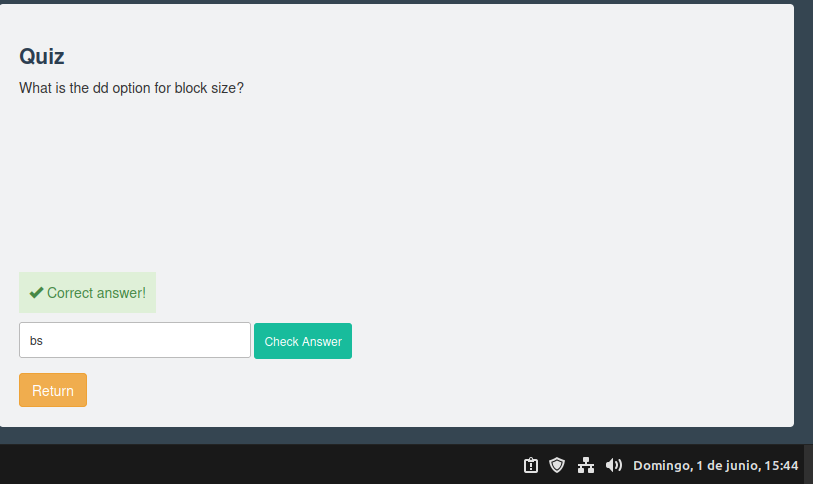 Quiz
What is the dd option for block size?
Correct answer!
bs
Check Answer
Return
Domingo, 1 de junio, 15:44